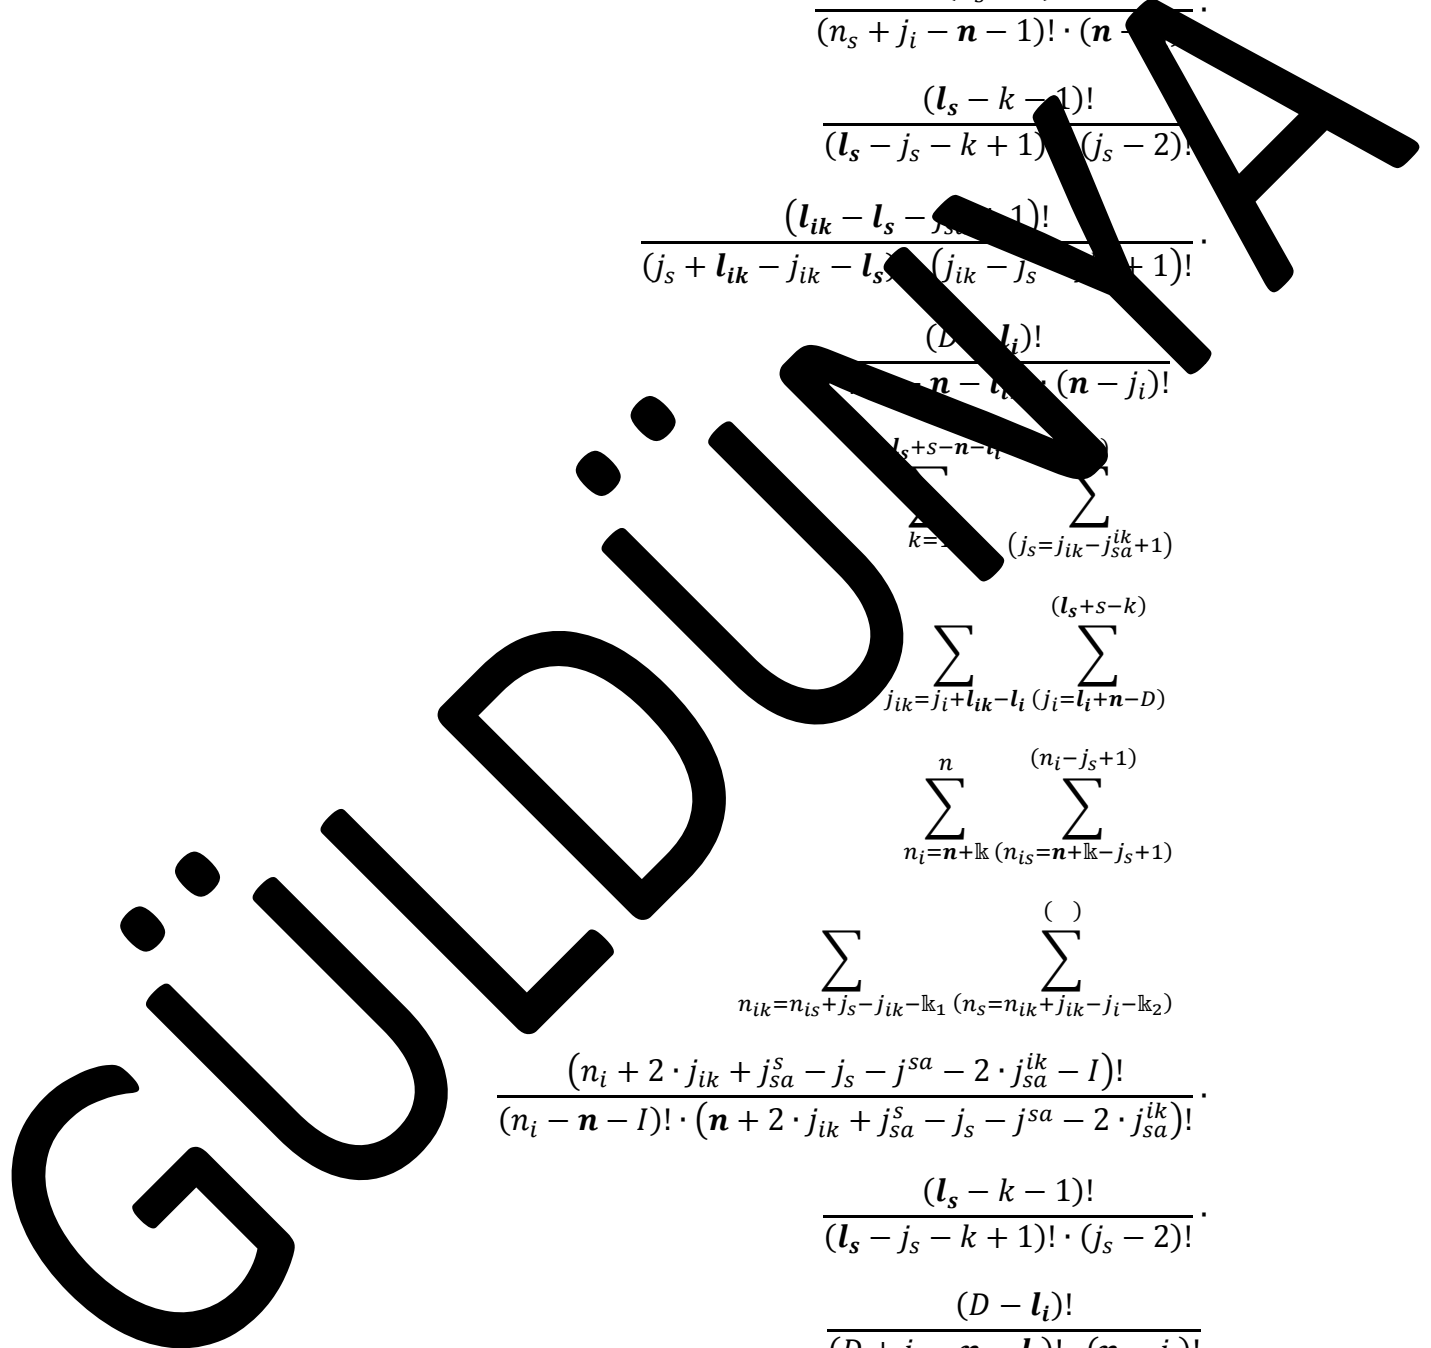 (n_s + j_i − n − 1)! · (n
(l_s − k − 1)!
(l_s − j_s − k + 1) (j_s − 2)!
(l_ik − l_s − 1)!
(j_s + l_ik − j_ik − l_s) (j_ik − j_s + 1)!
(D l_i)!
n − · (n − j_i)!
l_s+s−n−
∑ ∑
k= (j_s=j_ik−j_sa^ik+1)
(l_s+s−k)
∑ ∑
j_ik=j_i+l_ik−l_i (j_i=l_i+n−D)
n (n_i−j_s+1)
∑ ∑
n_i=n+𝕜 (n_is=n+𝕜−j_s+1)
( )
∑ ∑
n_ik=n_is+j_s−j_ik−𝕜_1 (n_s=n_ik+j_ik−j_i−𝕜_2)
(n_i + 2 · j_ik + j_sa^s − j_s − j^sa − 2 · j_sa^ik − I)!
(n_i − n − I)! · (n + 2 · j_ik + j_sa^s − j_s − j^sa − 2 · j_sa^ik)! ·
(l_s − k − 1)!
(l_s − j_s − k + 1)! · (j_s − 2)! ·
(D − l_i)!
GÜLDÜNYA